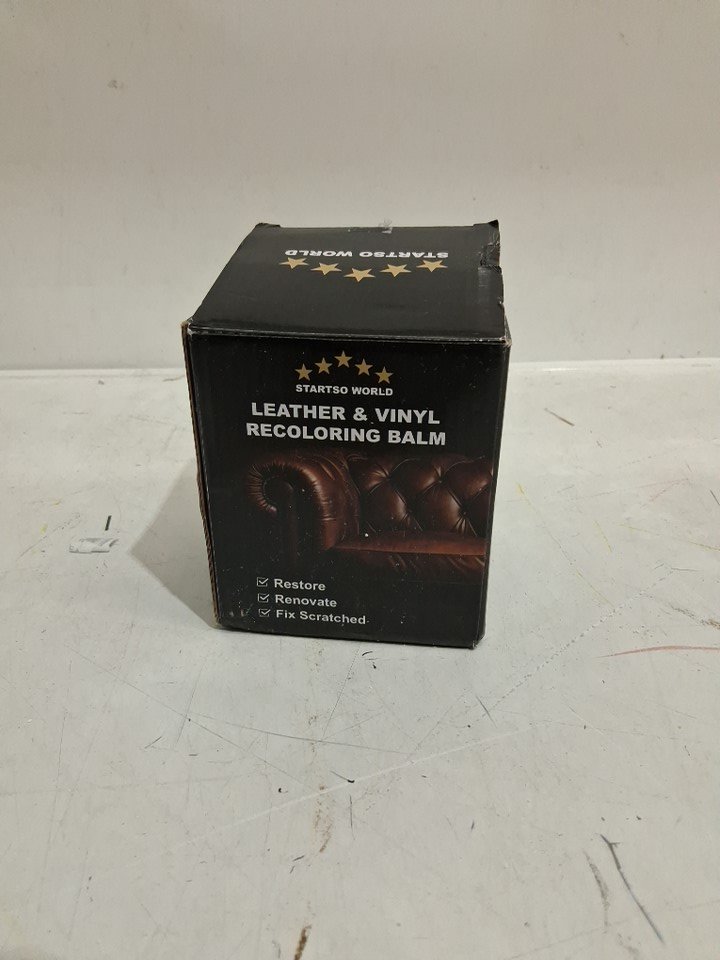 STARTSO WORLD
STARTSO WORLD
LEATHER & VINYL
RECOLORING BALM
Restore
Renovate
Fix Scratched